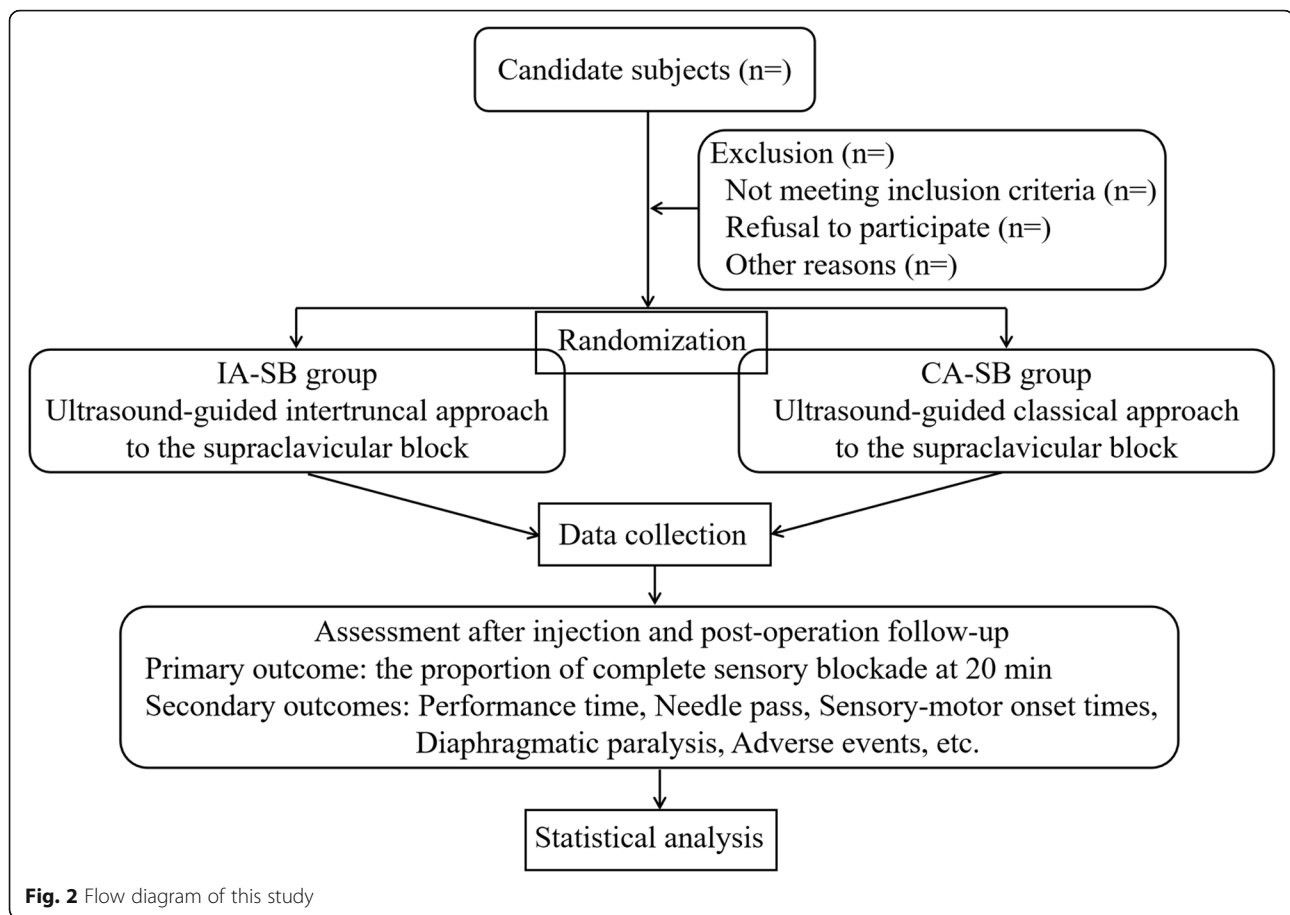 Candidate subjects (n=)
Exclusion (n=)
Not meeting inclusion criteria (n=)
Refusal to participate (n=)
Other reasons (n=)
Randomization
IA-SB group
Ultrasound-guided intertruncal approach
to the supraclavicular block
CA-SB group
Ultrasound-guided classical approach
to the supraclavicular block
Data collection
Assessment after injection and post-operation follow-up
Primary outcome: the proportion of complete sensory blockade at 20 min
Secondary outcomes: Performance time, Needle pass, Sensory-motor onset times,
Diaphragmatic paralysis, Adverse events, etc.
Statistical analysis
Fig. 2 Flow diagram of this study